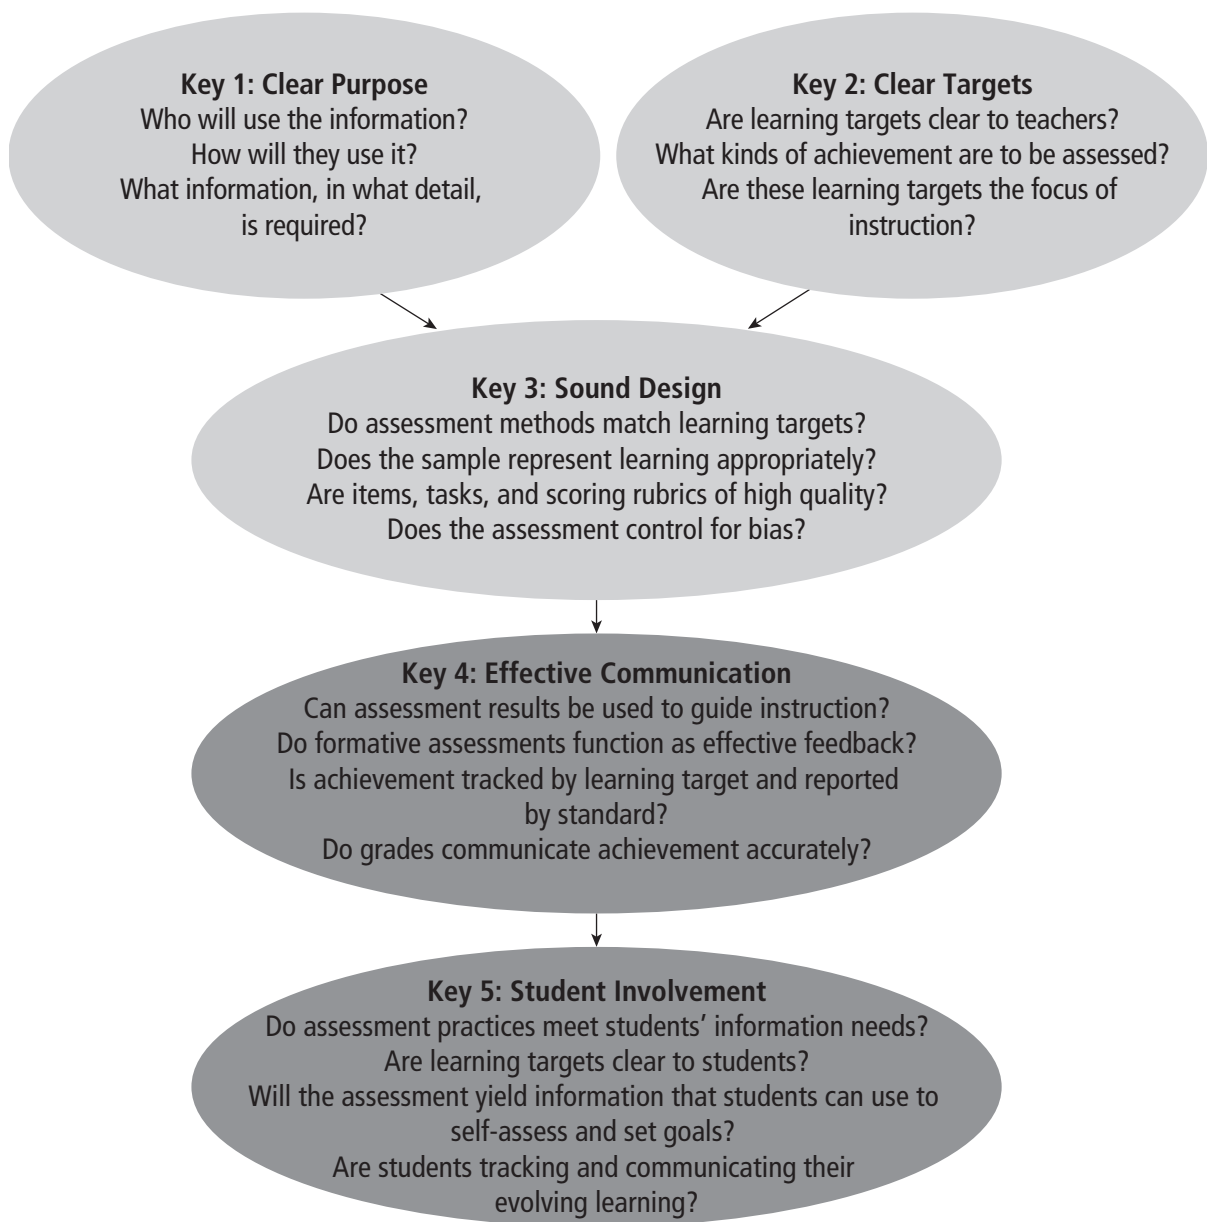 Key 1: Clear Purpose
Who will use the information?
How will they use it?
What information, in what detail,
is required?
Key 2: Clear Targets
Are learning targets clear to teachers?
What kinds of achievement are to be assessed?
Are these learning targets the focus of
instruction?
Key 3: Sound Design
Do assessment methods match learning targets?
Does the sample represent learning appropriately?
Are items, tasks, and scoring rubrics of high quality?
Does the assessment control for bias?
Key 4: Effective Communication
Can assessment results be used to guide instruction?
Do formative assessments function as effective feedback?
Is achievement tracked by learning target and reported
by standard?
Do grades communicate achievement accurately?
Key 5: Student Involvement
Do assessment practices meet students’ information needs?
Are learning targets clear to students?
Will the assessment yield information that students can use to
self-assess and set goals?
Are students tracking and communicating their
evolving learning?